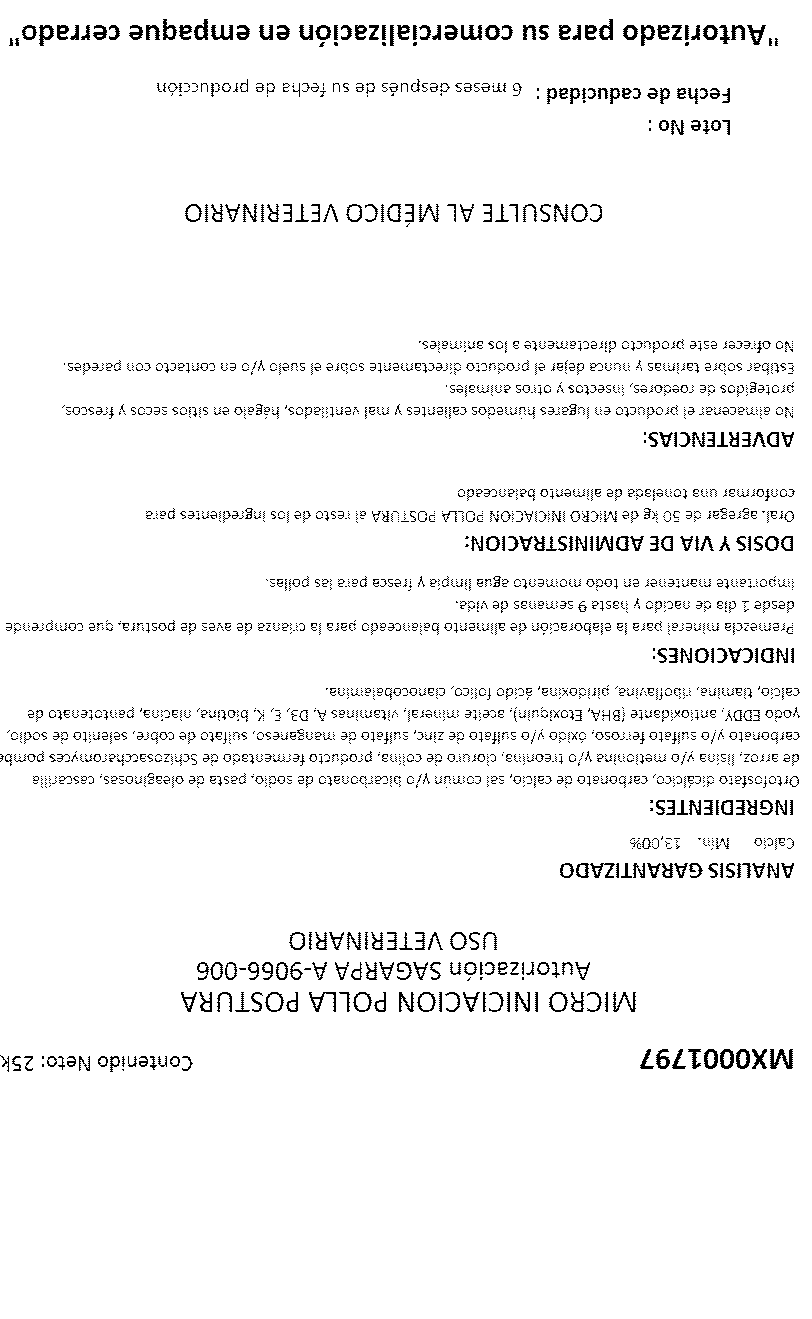 MX0001797 Contenido Neto: 25k
MICRO INICIACION POLLA POSTURA
Autorización SAGARPA A-9066-006
USO VETERINARIO
ANALISIS GARANTIZADO
Calcio Mín. 13,00%
INGREDIENTES:
Ortofosfato dicálcico, carbonato de calcio, sal común y/o bicarbonato de sodio, pasta de oleaginosas, cascarilla
de arroz, lisina y/o metionina y/o treonina, cloruro de colina, producto fermentado de Schizosaccharomyces pombe
carbonato y/o sulfato ferroso, óxido y/o sulfato de zinc, sulfato de manganeso, sulfato de cobre, selenito de sodio,
yodo EDDY, antioxidante (BHA, Etoxiquin), aceite mineral, vitaminas A, D3, E, K, biotina, niacina, pantotenato de
calcio, tiamina, riboflavina, piridoxina, ácido fólico, cianocobalamina.
INDICACIONES:
Premezcla mineral para la elaboración de alimento balanceado para la crianza de aves de postura, que comprende
desde 1 día de nacido y hasta 9 semanas de vida.
Importante mantener en todo momento agua limpia y fresca para las pollas.
DOSIS Y VIA DE ADMINISTRACION:
Oral. agregar de 50 kg de MICRO INICIACION POLLA POSTURA al resto de los ingredientes para
conformar una tonelada de alimento balanceado
ADVERTENCIAS:
No almacenar el producto en lugares húmedos calientes y mal ventilados, hágalo en sitios secos y frescos,
protegidos de roedores, insectos y otros animales.
Estibar sobre tarimas y nunca dejar el producto directamente sobre el suelo y/o en contacto con paredes.
No ofrecer este producto directamente a los animales.
CONSULTE AL MÉDICO VETERINARIO
Lote No :
Fecha de caducidad : 6 meses después de su fecha de producción
"Autorizado para su comercialización en empaque cerrado"